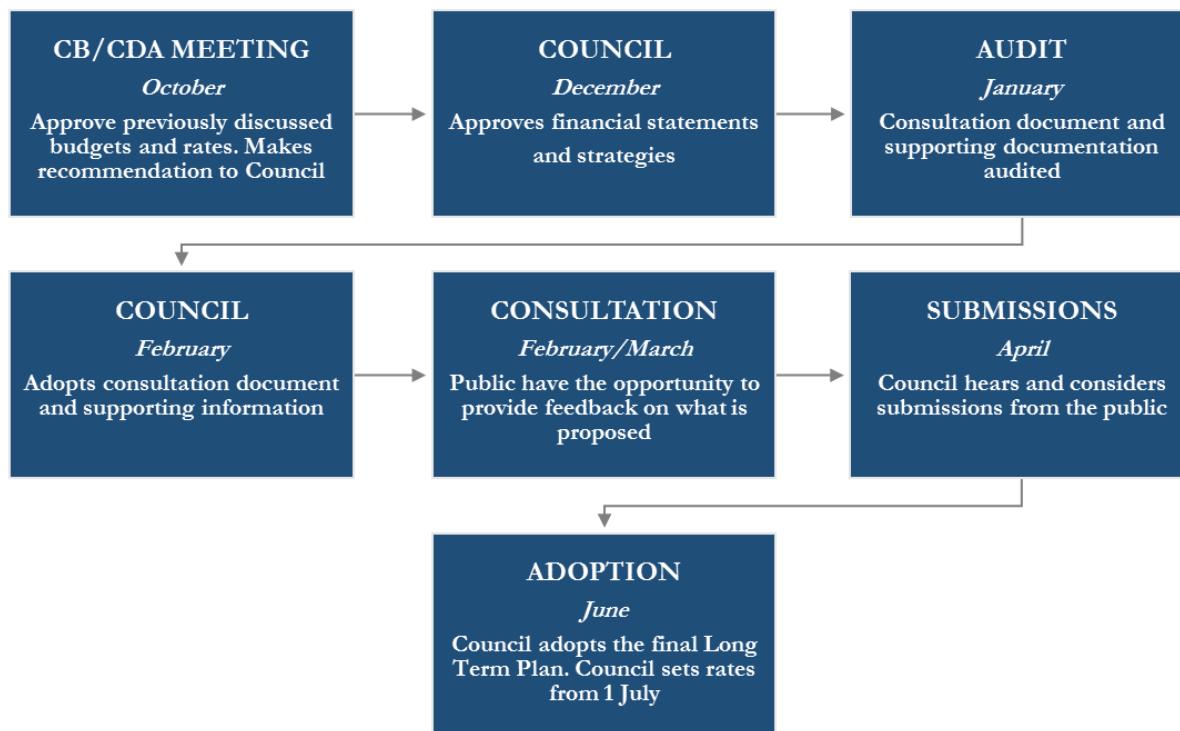 CB/CDA MEETING
October
Approve previously discussed
budgets and rates. Makes
recommendation to Council
COUNCIL
December
Approves financial statements
and strategies
AUDIT
January
Consultation document and
supporting documentation
audited
COUNCIL
February
Adopts consultation document
and supporting information
CONSULTATION
February/March
Public have the opportunity to
provide feedback on what is
proposed
SUBMISSIONS
April
Council hears and considers
submissions from the public
ADOPTION
June
Council adopts the final Long
Term Plan. Council sets rates
from 1 July